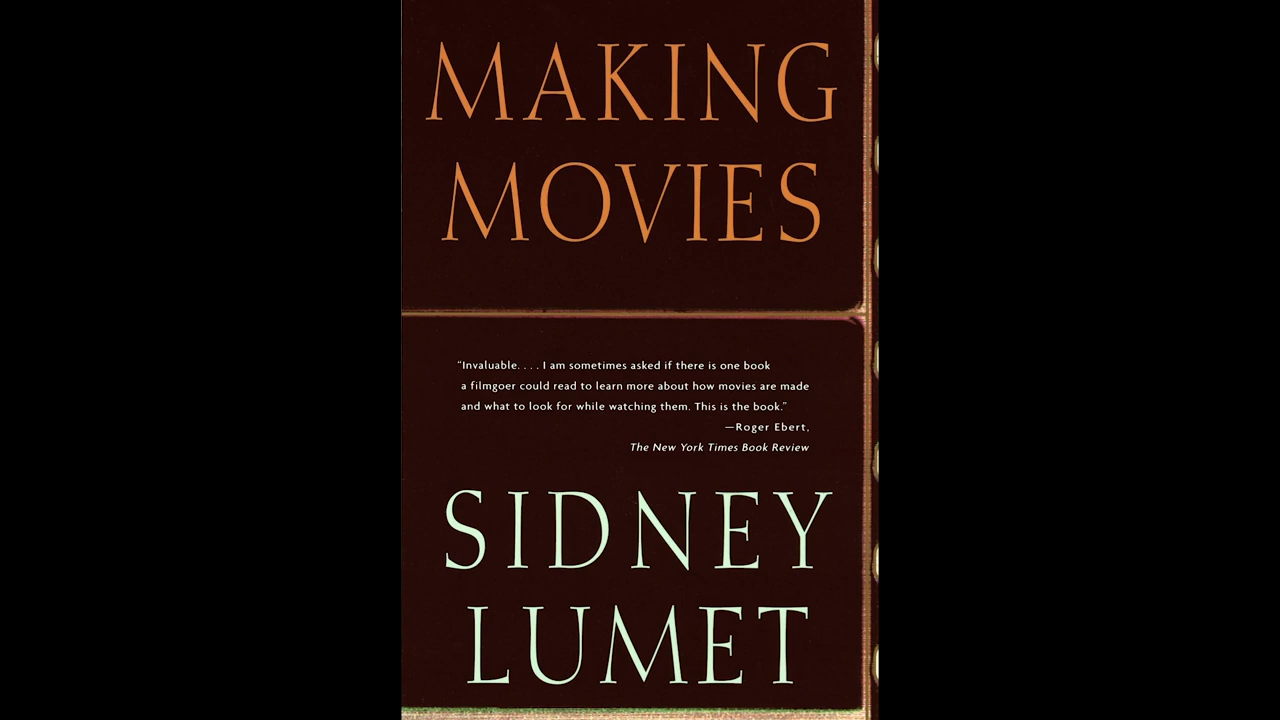 MAKING
MOVIES
“Invaluable. . . . I am sometimes asked if there is one book
a filmgoer could read to learn more about how movies are made
and what to look for while watching them. This is the book.”
—Roger Ebert,
The New York Times Book Review
SIDNEY
LUMET